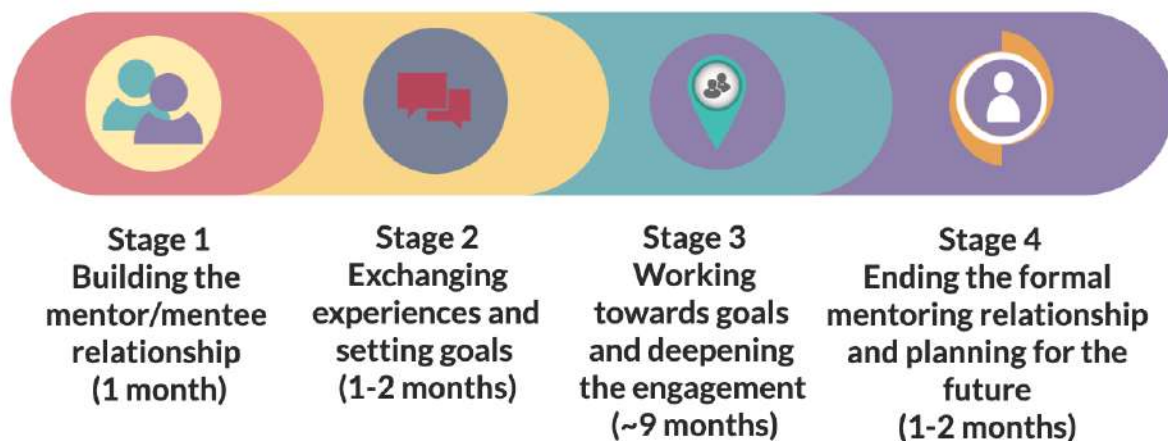 Stage 1
Building the
mentor/mentee
relationship
(1 month)
Stage 2
Exchanging
experiences and
setting goals
(1-2 months)
Stage 3
Working
towards goals
and deepening
the engagement
(~9 months)
Stage 4
Ending the formal
mentoring relationship
and planning for the
future
(1-2 months)